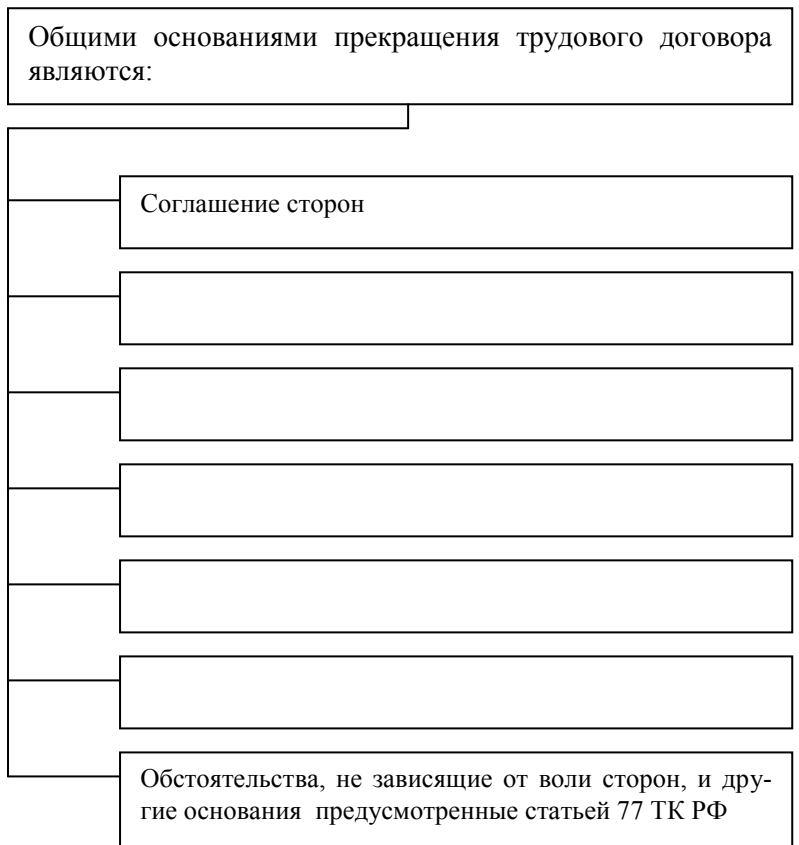 Общими основаниями прекращения трудового договора
являются:
Соглашение сторон
Обстоятельства, не зависящие от воли сторон, и дру-
гие основания предусмотренные статьей 77 ТК РФ